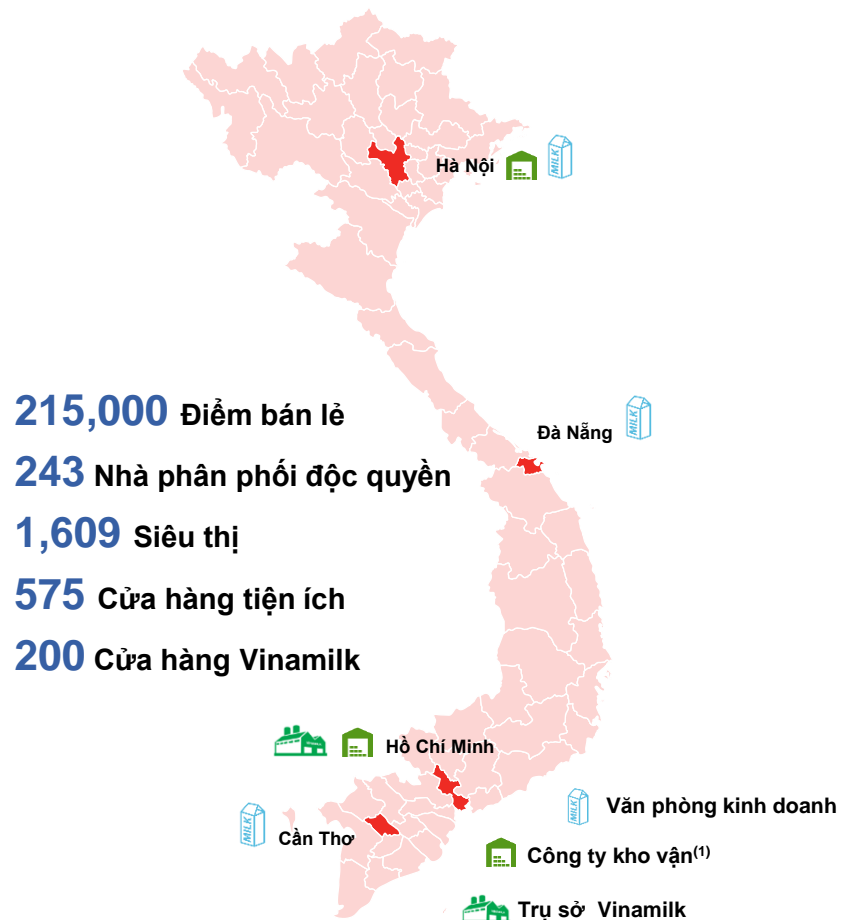 Hà Nội
MILK
215,000 Điểm bán lẻ
Đà Nẵng
MILK
243 Nhà phân phối độc quyền
1,609 Siêu thị
575 Cửa hàng tiện ích
200 Cửa hàng Vinamilk
Hồ Chí Minh
MILK
Cần Thơ
MILK
Văn phòng kinh doanh
Công ty kho vận(1)
Trụ sở Vinamilk